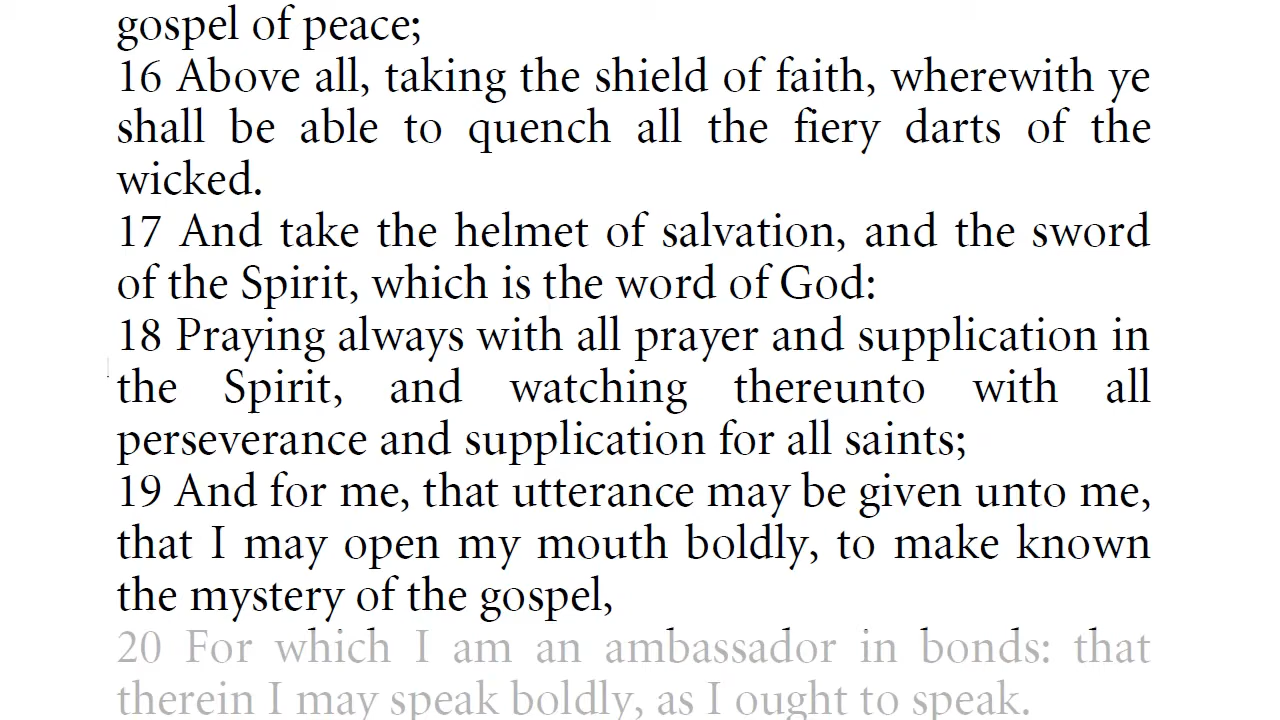 gospel of peace;
16 Above all, taking the shield of faith, wherewith ye
shall be able to quench all the fiery darts of the
wicked.
17 And take the helmet of salvation, and the sword
of the Spirit, which is the word of God:
18 Praying always with all prayer and supplication in
the Spirit, and watching thereunto with all
perseverance and supplication for all saints;
19 And for me, that utterance may be given unto me,
that I may open my mouth boldly, to make known
the mystery of the gospel,
20 For which I am an ambassador in bonds: that
therein I may speak boldly, as I ought to speak.